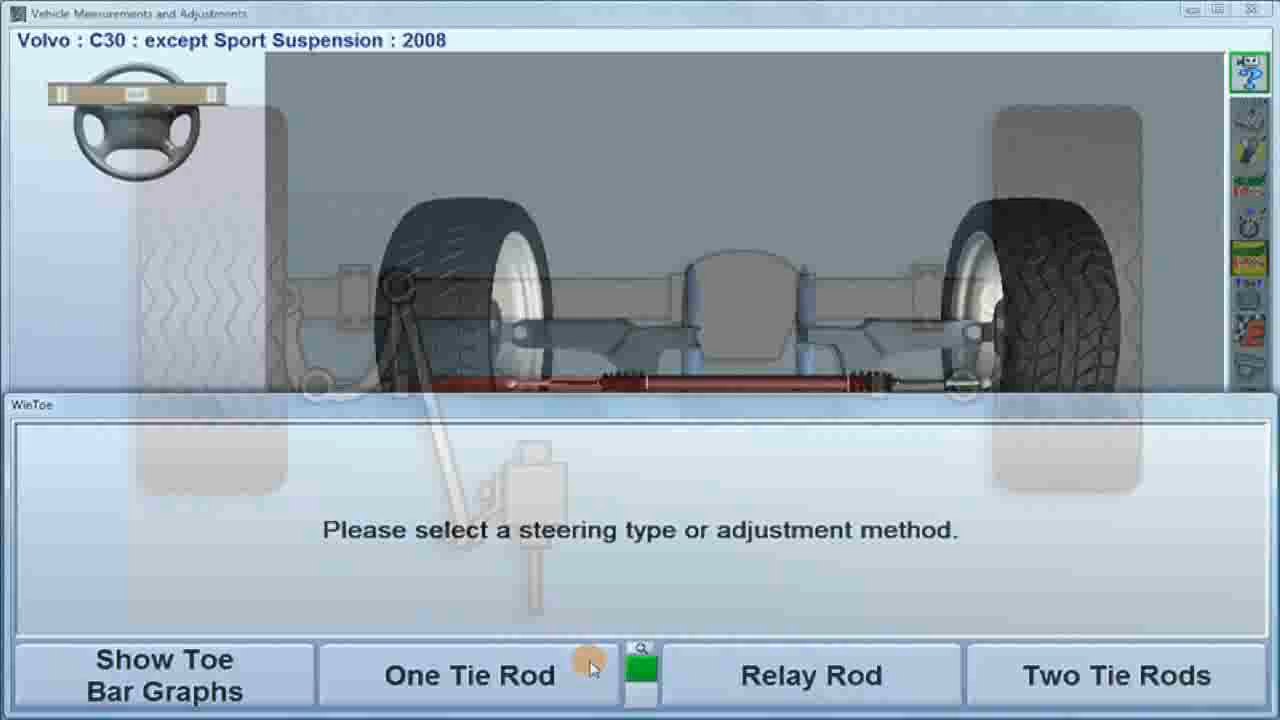 Vehicle Measurements and Adjustments
Volvo : C30 : except Sport Suspension : 2008
WinToe
Please select a steering type or adjustment method.
Show Toe
Bar Graphs
One Tie Rod
Relay Rod
Two Tie Rods